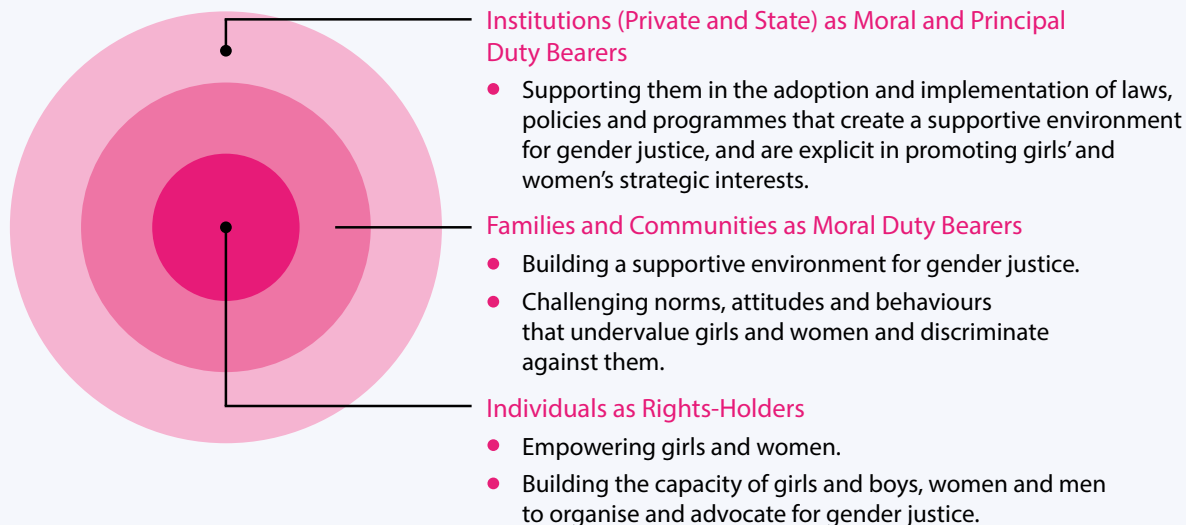 Institutions (Private and State) as Moral and Principal
Duty Bearers
• Supporting them in the adoption and implementation of laws,
policies and programmes that create a supportive environment
for gender justice, and are explicit in promoting girls’ and
women’s strategic interests.
Families and Communities as Moral Duty Bearers
• Building a supportive environment for gender justice.
• Challenging norms, attitudes and behaviours
that undervalue girls and women and discriminate
against them.
Individuals as Rights-Holders
• Empowering girls and women.
• Building the capacity of girls and boys, women and men
to organise and advocate for gender justice.